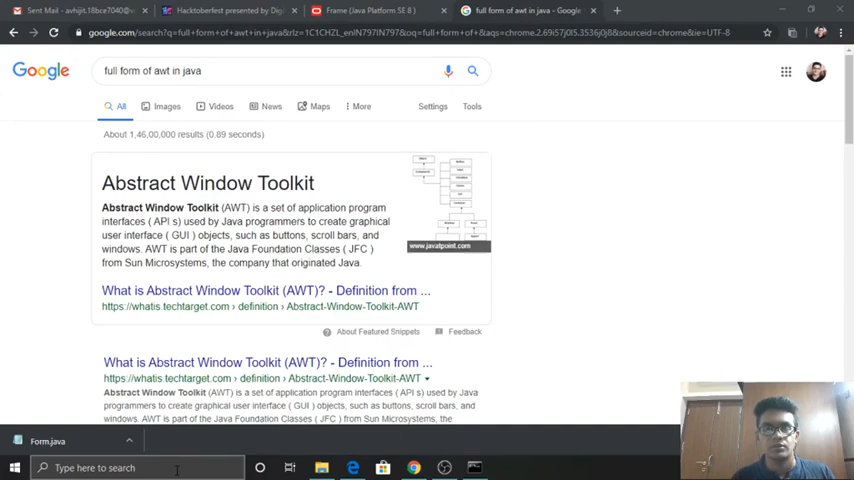 Sent Mail - avhijit.18bce7040@v
Hacktoberfest presented by Digi
Frame (Java Platform SE 8 )
full form of awt in java - Google
google.com/search?q=full+form+of+awt+in+java&rlz=1C1CHZL_enIN797IN797&oq=full+form+of+&aqs=chrome.2.69i57j0l5.3536j0j8&sourceid=chrome&ie=UTF-8
Google
full form of awt in java
All
Images
Videos
News
Maps
More
Settings
Tools
About 1,46,00,000 results (0.89 seconds)
Abstract Window Toolkit
Abstract Window Toolkit (AWT) is a set of application program
interfaces ( API s) used by Java programmers to create graphical
user interface ( GUI ) objects, such as buttons, scroll bars, and
windows. AWT is part of the Java Foundation Classes ( JFC )
from Sun Microsystems, the company that originated Java.
www.javatpoint.com
What is Abstract Window Toolkit (AWT)? - Definition from ...
https://whatis.techtarget.com › definition › Abstract-Window-Toolkit-AWT
About Featured Snippets
Feedback
What is Abstract Window Toolkit (AWT)? - Definition from ...
https://whatis.techtarget.com › definition › Abstract-Window-Toolkit-AWT
Abstract Window Toolkit (AWT) is a set of application program interfaces ( API s) used by Java
programmers to create graphical user interface ( GUI ) objects, such as buttons, scroll bars, and
windows. AWT is part of the Java Foundation Classes ( JFC ) from Sun Microsystems, the
Form.java
Type here to search